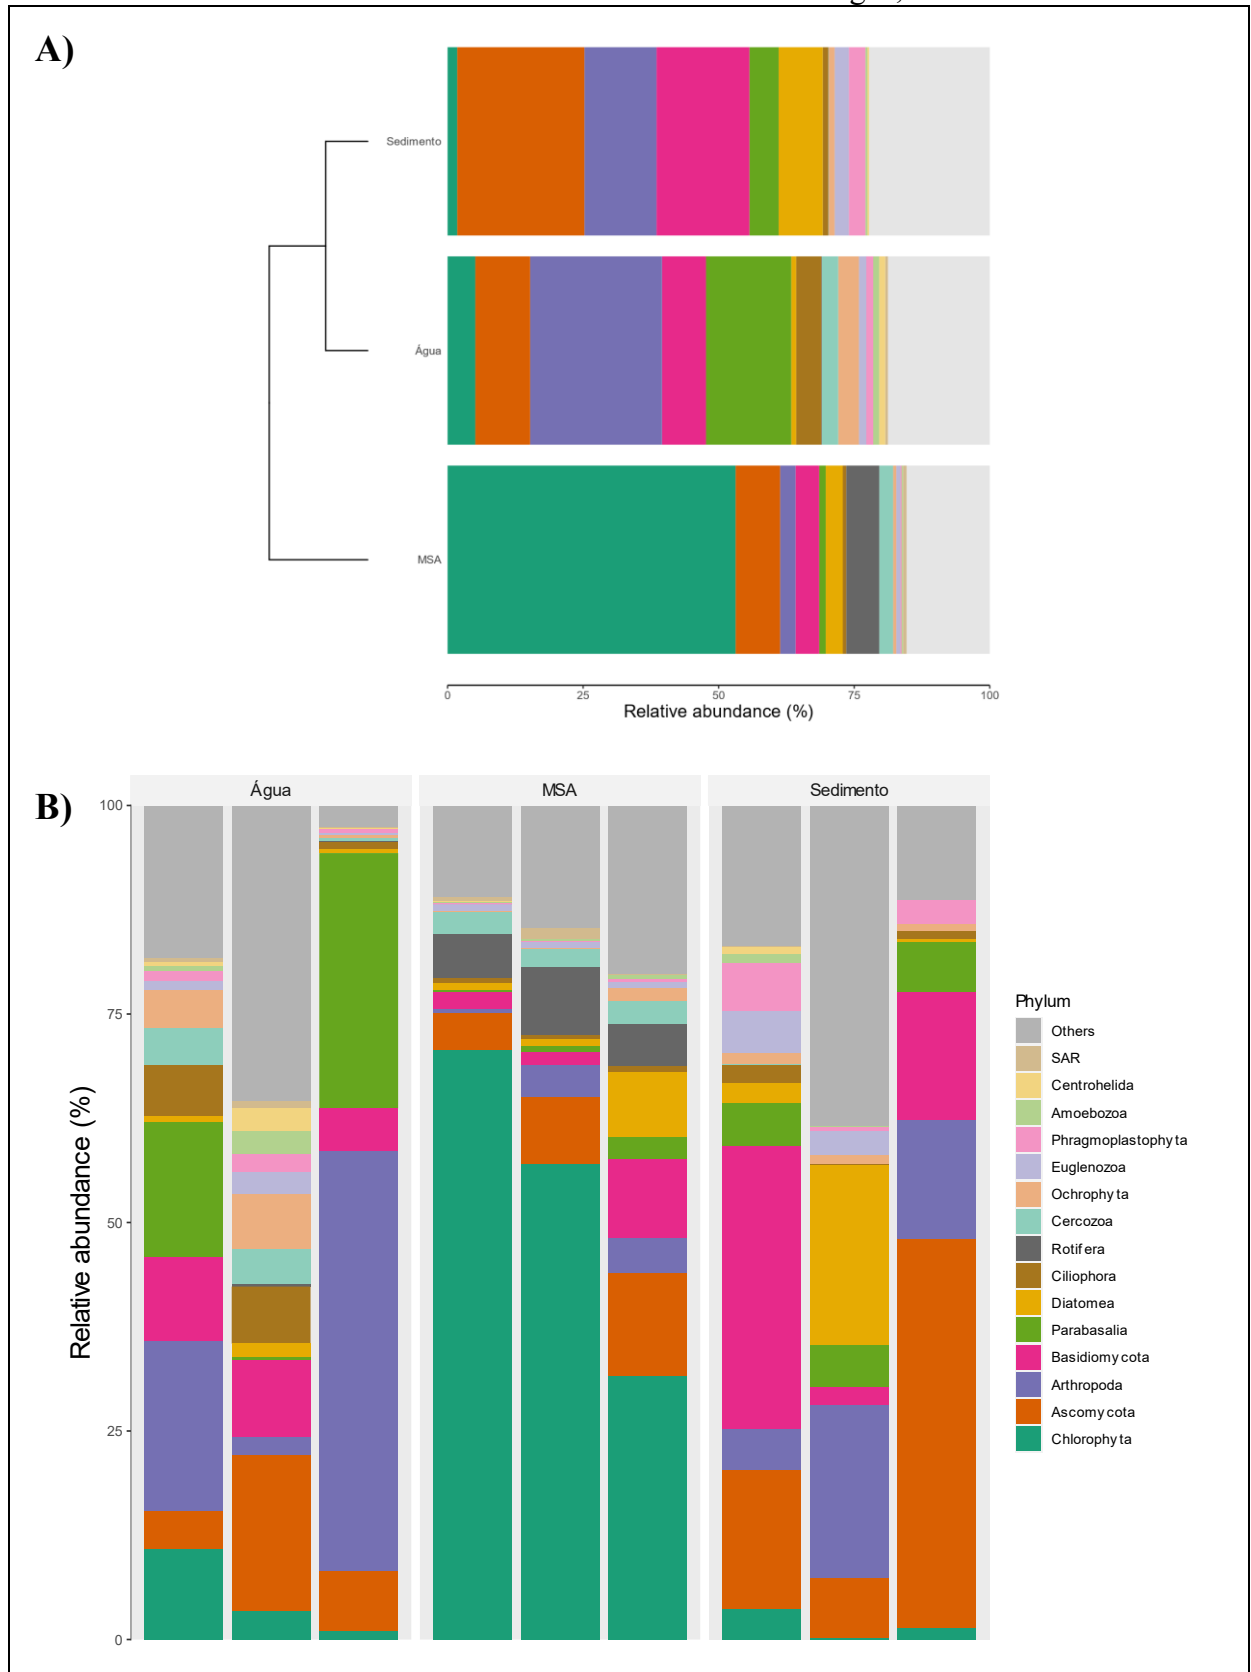 A)
Sedimento
Água
MSA
0 25 50 75 100
Relative abundance (%)
B)
Água MSA Sedimento
100
75
50
25
0
Relative abundance (%)
Phylum
Others
SAR
Centrohelida
Amoebozoa
Phragmoplastophyta
Euglenozoa
Ochrophyta
Cercozoa
Rotifera
Ciliophora
Diatomea
Parabasalia
Basidiomycota
Arthropoda
Ascomycota
Chlorophyta